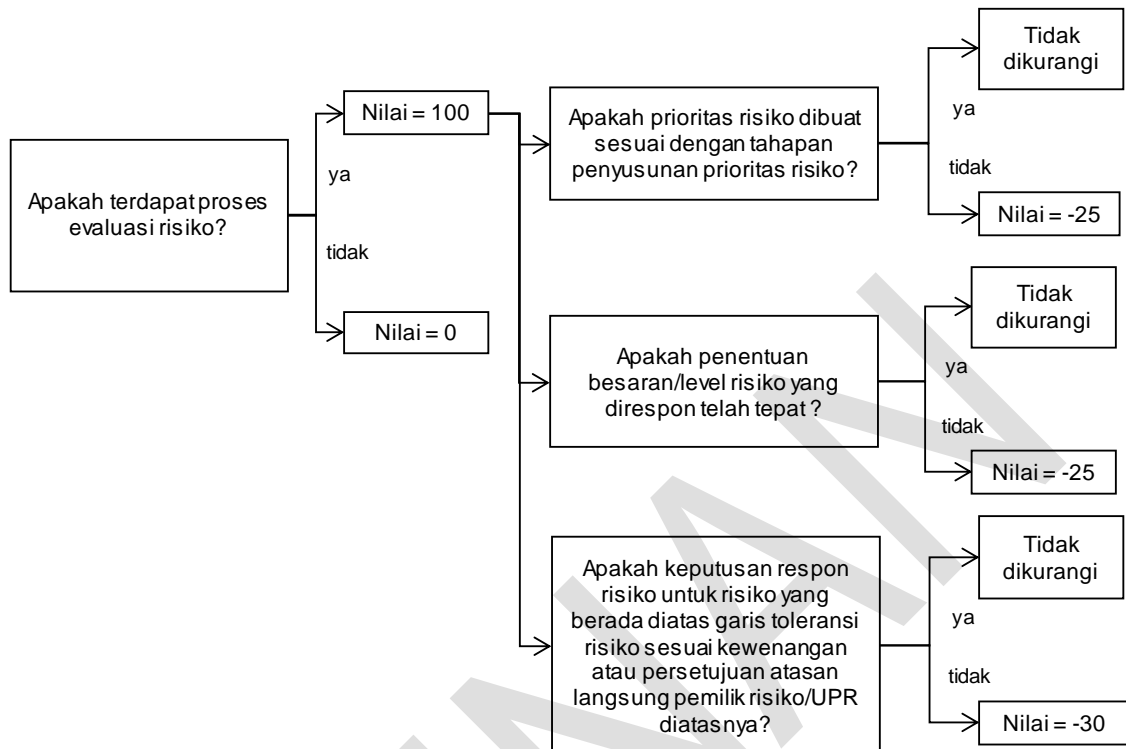 Apakah terdapat proses
evaluasi risiko?
ya
tidak
Nilai = 100
Nilai = 0
Apakah prioritas risiko dibuat
sesuai dengan tahapan
penyusunan prioritas risiko?
ya
tidak
Tidak
dikurangi
Nilai = -25
Apakah penentuan
besaran/level risiko yang
direspon telah tepat ?
ya
tidak
Tidak
dikurangi
Nilai = -25
Apakah keputusan respon
risiko untuk risiko yang
berada diatas garis toleransi
risiko sesuai kewenangan
atau persetujuan atasan
langsung pemilik risiko/UPR
diatasnya?
ya
tidak
Tidak
dikurangi
Nilai = -30